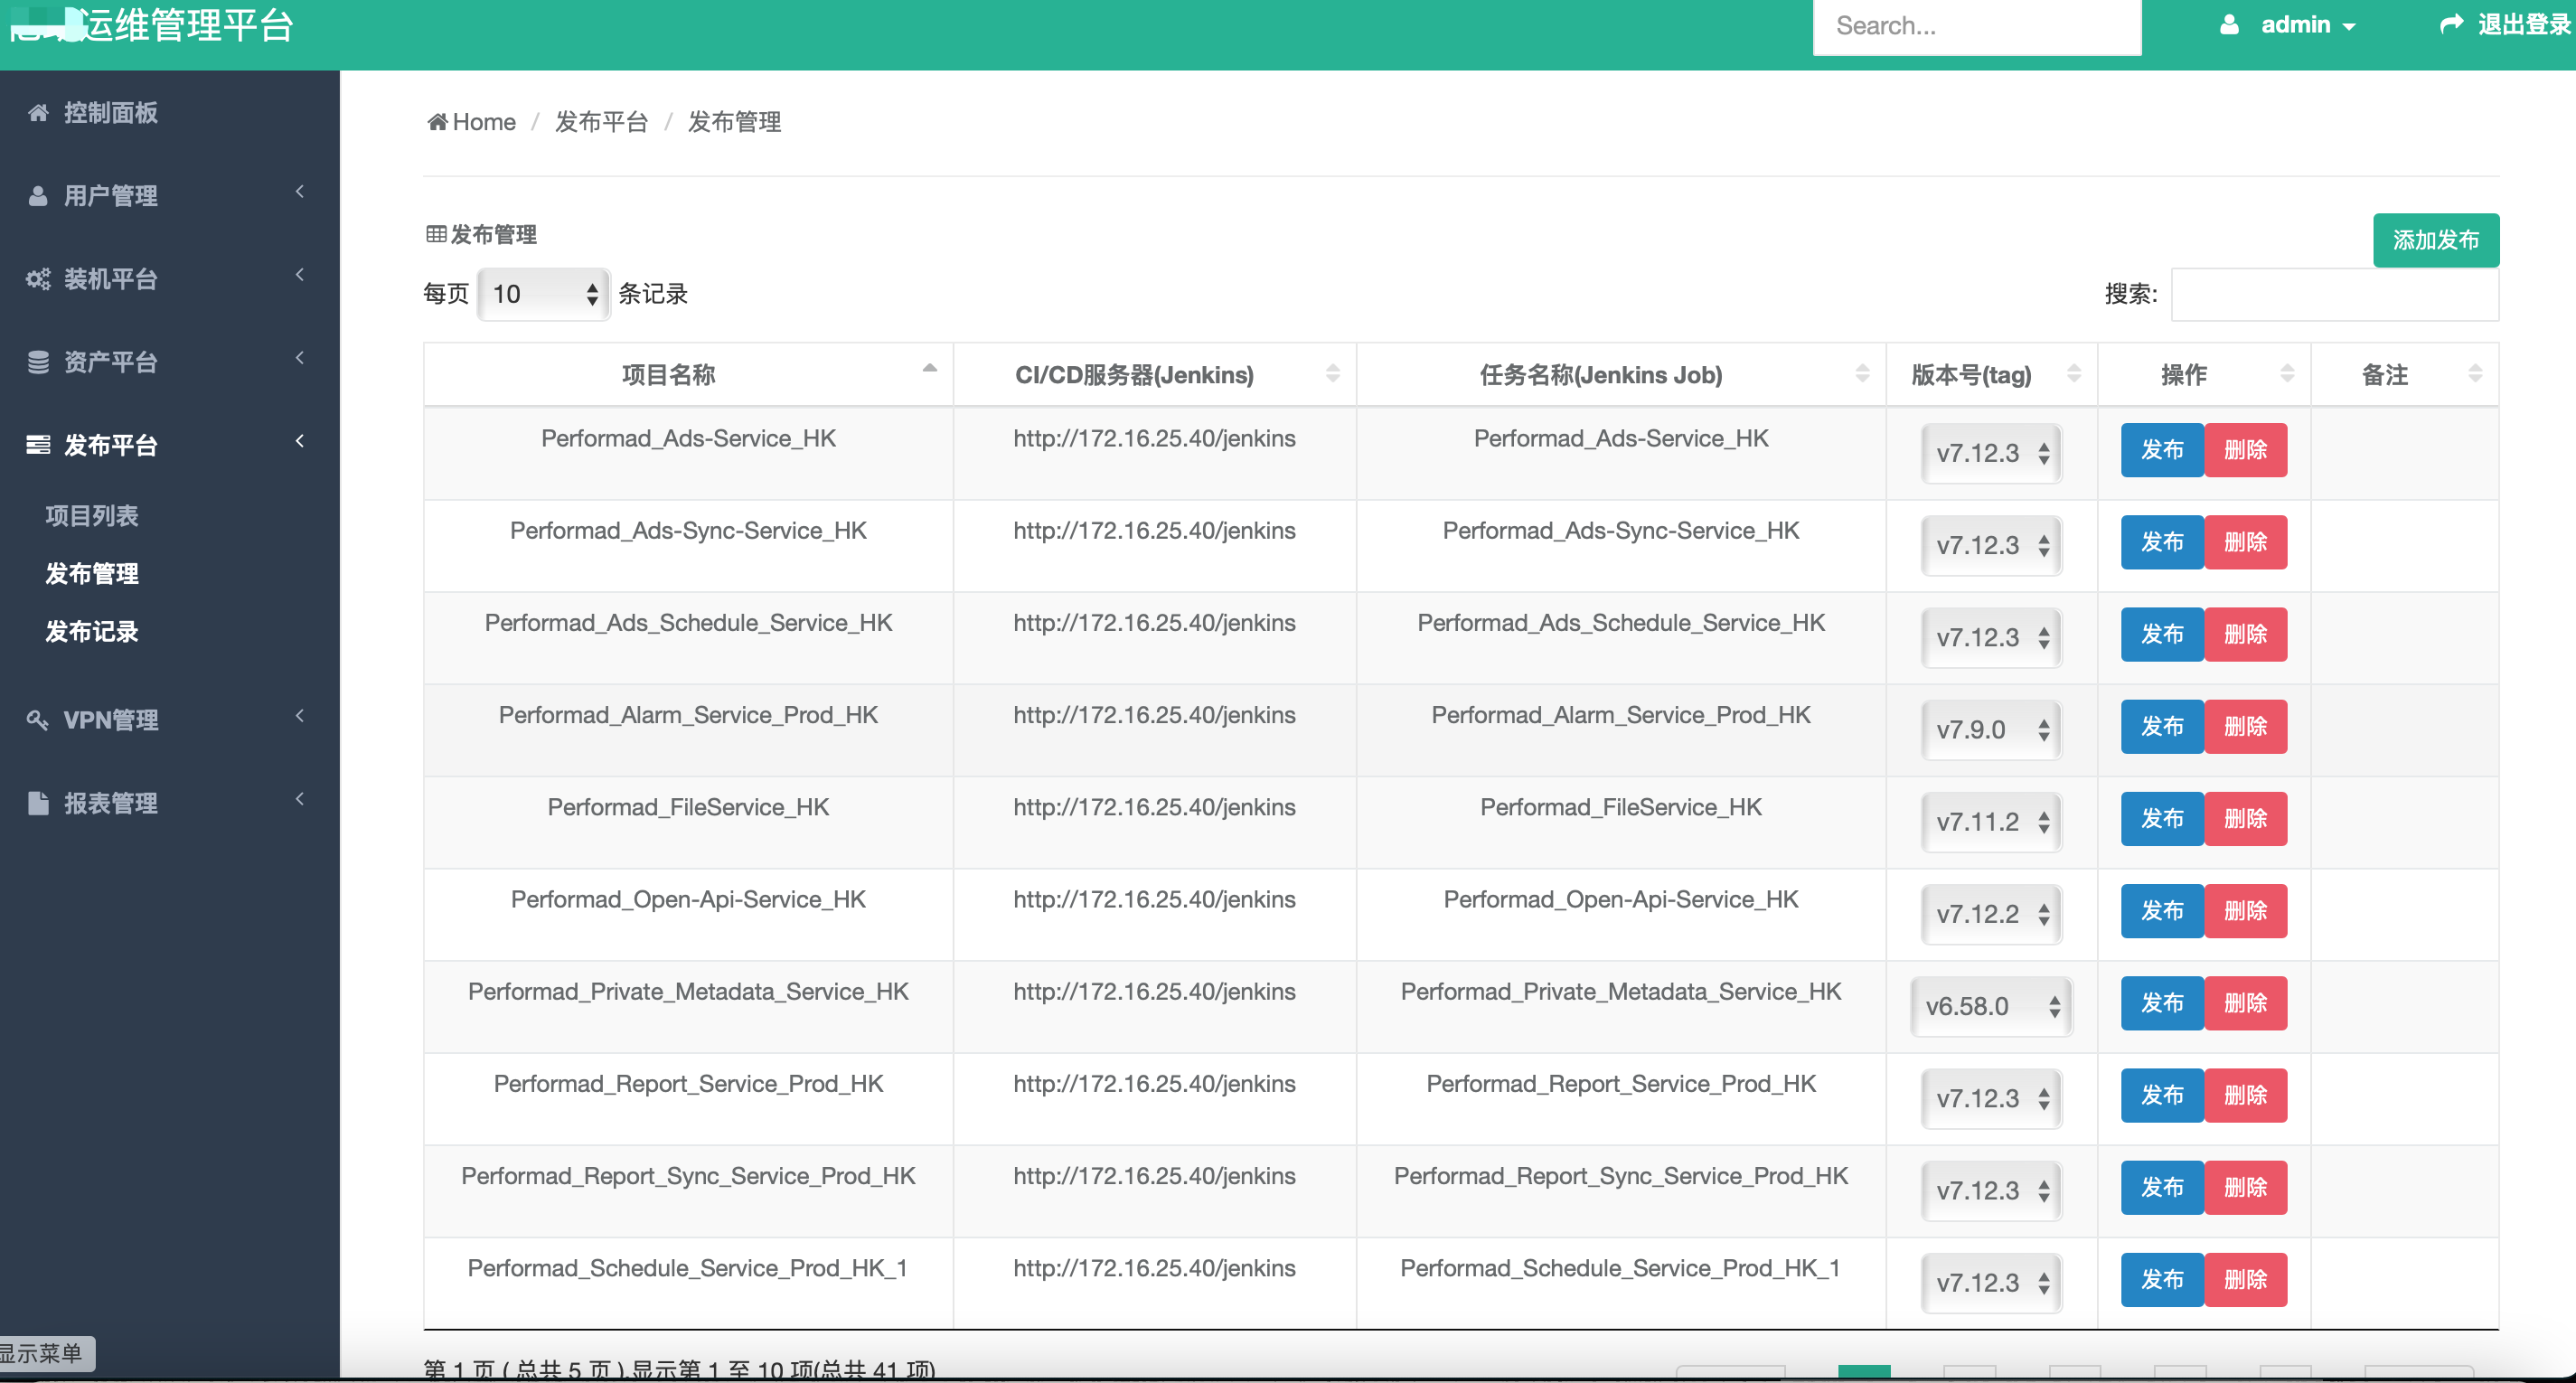 运维管理平台
Search...
admin
退出登录
控制面板
用户管理
装机平台
资产平台
发布平台
项目列表
发布管理
发布记录
VPN管理
报表管理
显示菜单
Home / 发布平台 / 发布管理
发布管理
添加发布
每页 10 条记录
搜索:
项目名称 CI/CD服务器(Jenkins) 任务名称(Jenkins Job) 版本号(tag) 操作 备注
Performad_Ads-Service_HK http://172.16.25.40/jenkins Performad_Ads-Service_HK v7.12.3 发布 删除
Performad_Ads-Sync-Service_HK http://172.16.25.40/jenkins Performad_Ads-Sync-Service_HK v7.12.3 发布 删除
Performad_Ads_Schedule_Service_HK http://172.16.25.40/jenkins Performad_Ads_Schedule_Service_HK v7.12.3 发布 删除
Performad_Alarm_Service_Prod_HK http://172.16.25.40/jenkins Performad_Alarm_Service_Prod_HK v7.9.0 发布 删除
Performad_FileService_HK http://172.16.25.40/jenkins Performad_FileService_HK v7.11.2 发布 删除
Performad_Open-Api-Service_HK http://172.16.25.40/jenkins Performad_Open-Api-Service_HK v7.12.2 发布 删除
Performad_Private_Metadata_Service_HK http://172.16.25.40/jenkins Performad_Private_Metadata_Service_HK v6.58.0 发布 删除
Performad_Report_Service_Prod_HK http://172.16.25.40/jenkins Performad_Report_Service_Prod_HK v7.12.3 发布 删除
Performad_Report_Sync_Service_Prod_HK http://172.16.25.40/jenkins Performad_Report_Sync_Service_Prod_HK v7.12.3 发布 删除
Performad_Schedule_Service_Prod_HK_1 http://172.16.25.40/jenkins Performad_Schedule_Service_Prod_HK_1 v7.12.3 发布 删除
第 1 页 ( 总共 5 页 ),显示第 1 至 10 项(总共 41 项)